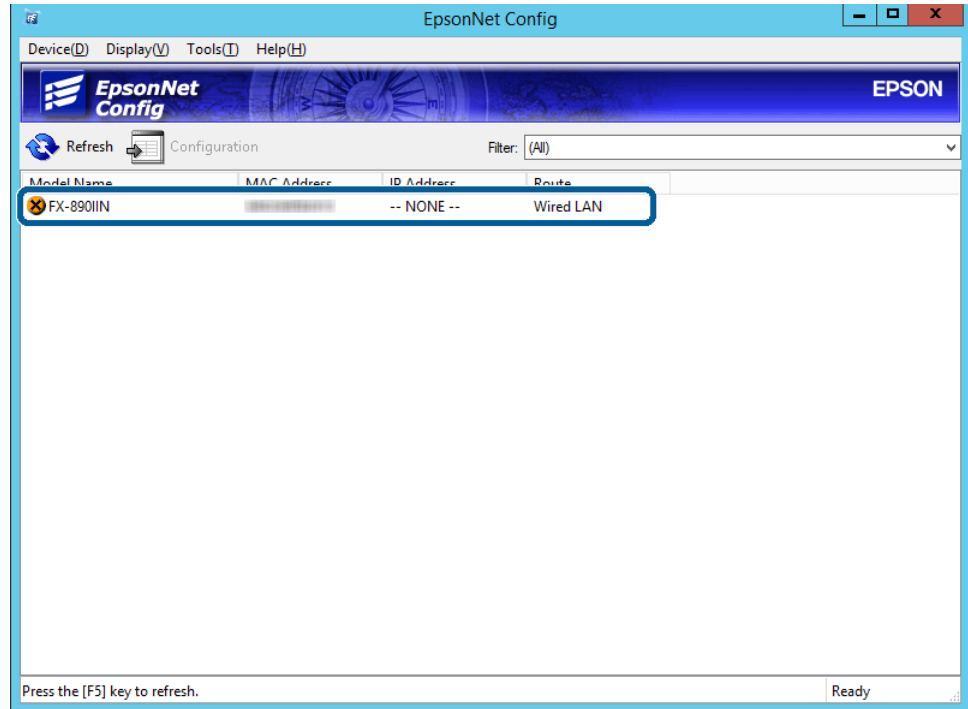 EpsonNet Config
Device(D) Display(V) Tools(T) Help(H)
EpsonNet
Config
W
E
EPSON
Refresh Configuration Filter: (All)
Model Name MAC Address IP Address Route
FX-890IIN -- NONE -- Wired LAN
Press the [F5] key to refresh. Ready